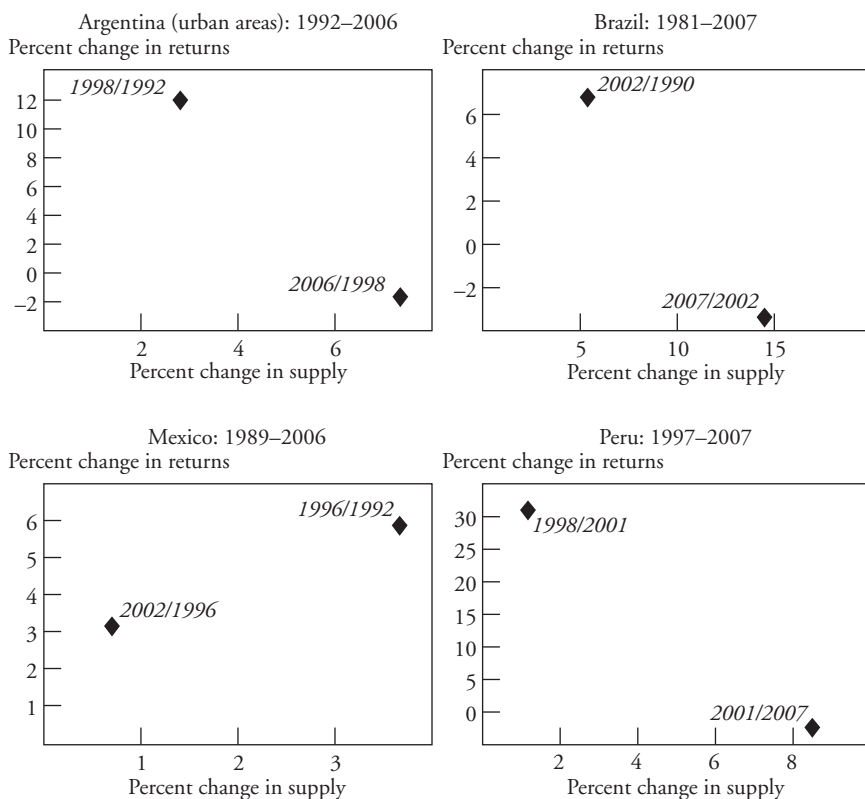 Argentina (urban areas): 1992–2006
Percent change in returns
1998/1992
12
10
8
6
4
2
0
2006/1998
–2
2 4 6
Percent change in supply
Brazil: 1981–2007
Percent change in returns
2002/1990
6
4
2
0
–2
2007/2002
5 10 15
Percent change in supply
Mexico: 1989–2006
Percent change in returns
1996/1992
6
5
4
2002/1996
3
2
1
1 2 3
Percent change in supply
Peru: 1997–2007
Percent change in returns
30
1998/2001
25
20
15
10
5
0
2001/2007
2 4 6 8
Percent change in supply